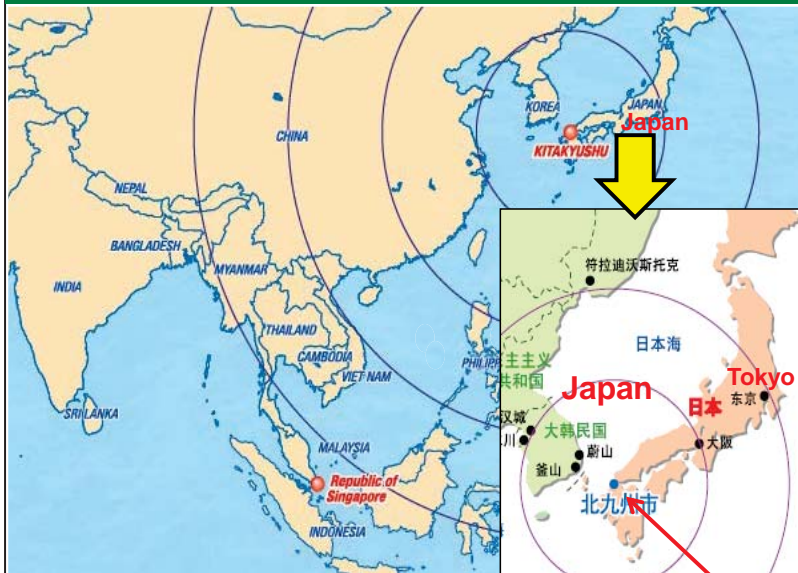 KOREA
JAPAN
Japan
KITAKYUSHU
CHINA
NEPAL
BANGLADESH
MYANMAR
INDIA
THAILAND
CAMBODIA
VIET NAM
PHILIPP
SRI LANKA
MALAYSIA
Republic of
Singapore
INDONESIA
符拉迪沃斯托克
日本海
主主义
共和国
Japan
Tokyo
日本
东京
汉城
大韩民国
川
蔚山
釜山
大阪
北九州市